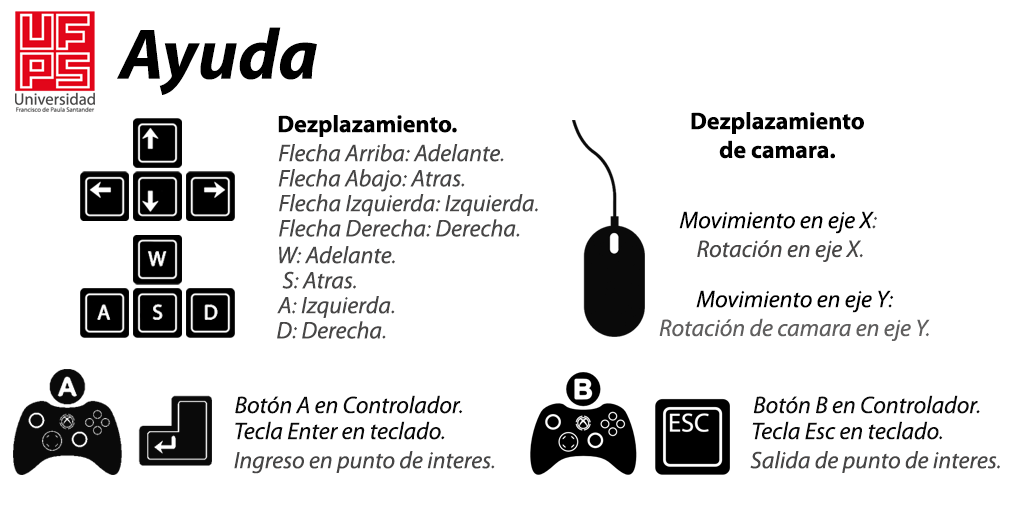 UF
PS
Universidad
Francisco de Paula Santander
Ayuda
Dezplazamiento.
Flecha Arriba: Adelante.
Flecha Abajo: Atras.
Flecha Izquierda: Izquierda.
Flecha Derecha: Derecha.
W: Adelante.
S: Atras.
A: Izquierda.
D: Derecha.
W
A S D
Dezplazamiento
de camara.
Movimiento en eje X:
Rotación en eje X.
Movimiento en eje Y:
Rotación de camara en eje Y.
A
Botón A en Controlador.
Tecla Enter en teclado.
Ingreso en punto de interes.
B
ESC
Botón B en Controlador.
Tecla Esc en teclado.
Salida de punto de interes.